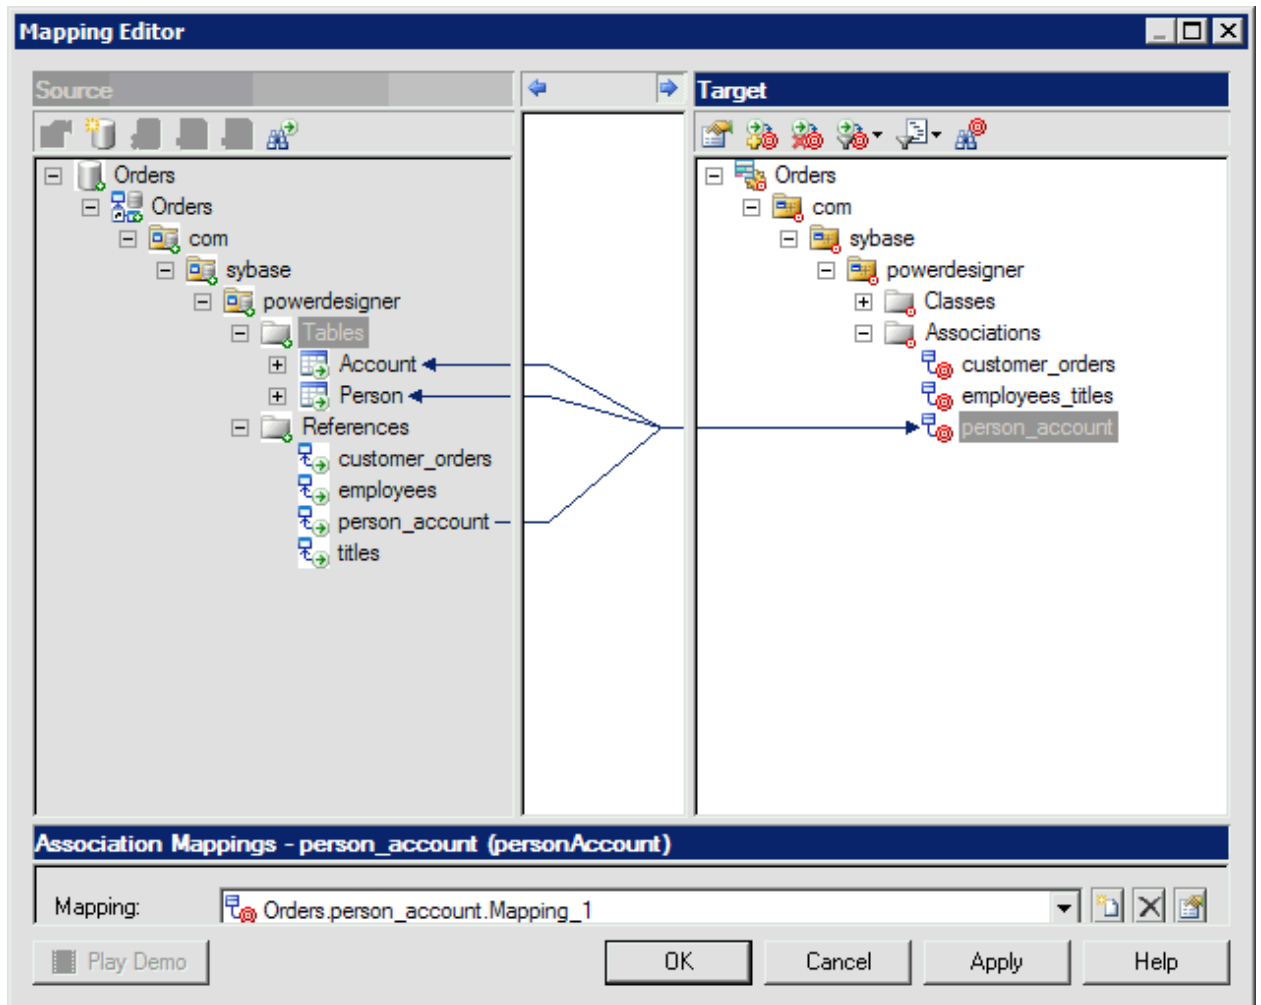 Mapping Editor
Source
Target
Orders
Orders
com
sybase
powerdesigner
Tables
Account
Person
References
customer_orders
employees
person_account
titles
Orders
com
sybase
powerdesigner
Classes
Associations
customer_orders
employees_titles
person_account
Association Mappings - person_account (personAccount)
Mapping: Orders.person_account.Mapping_1
Play Demo OK Cancel Apply Help